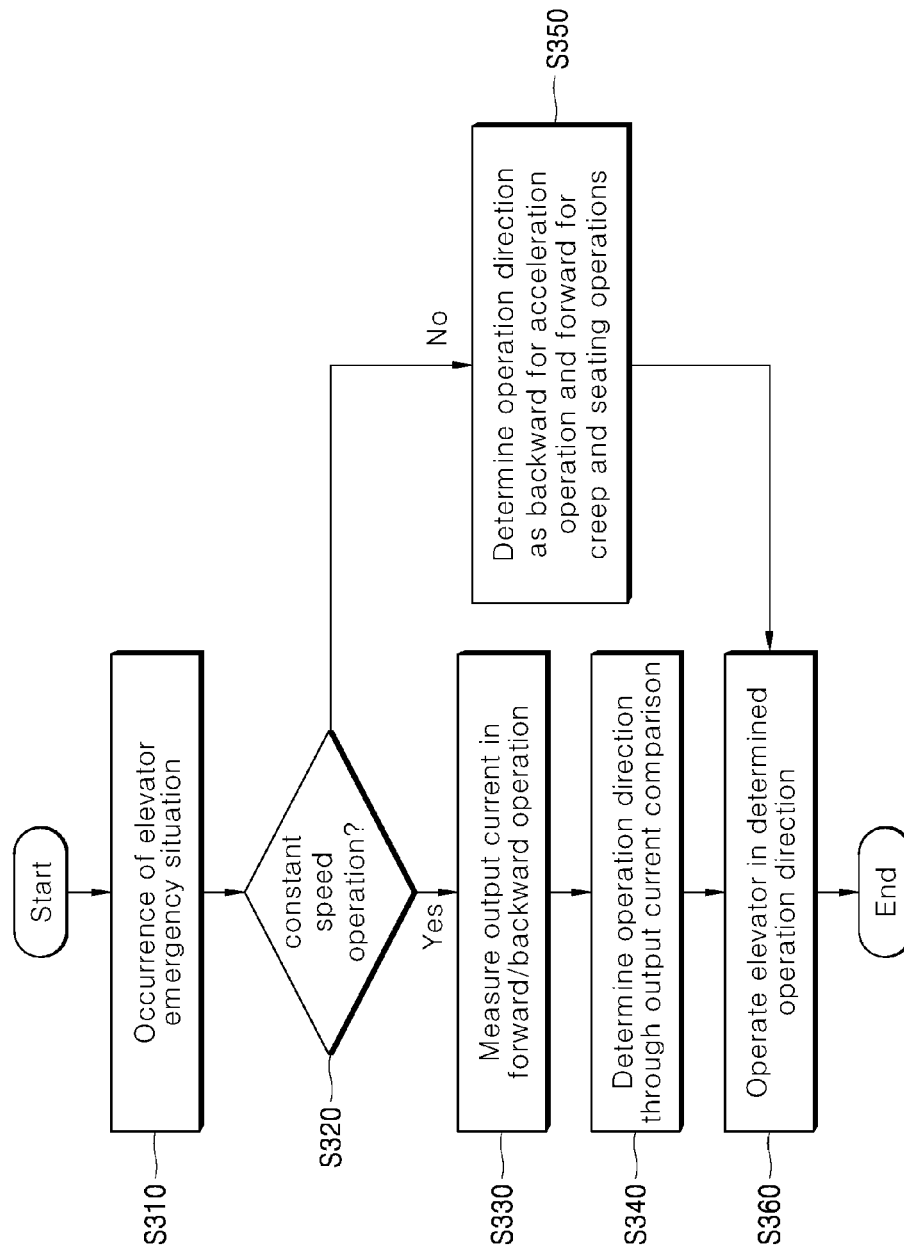 Start
S310
Occurrence of elevator
emergency situation
S320
constant
speed
operation?
Yes
No
S330
Measure output current in
forward/backward operation
S340
Determine operation direction
through output current comparison
S350
Determine operation direction
as backward for acceleration
operation and forward for
creep and seating operations
S360
Operate elevator in determined
operation direction
End